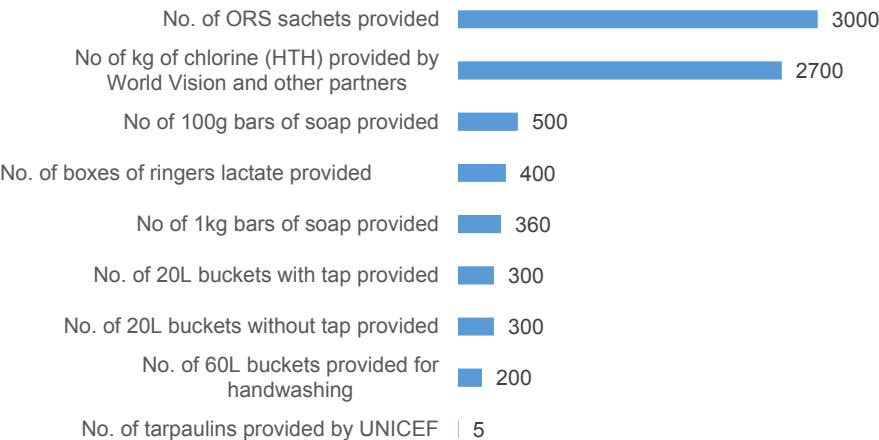 No. of ORS sachets provided 3000
No of kg of chlorine (HTH) provided by
World Vision and other partners 2700
No of 100g bars of soap provided 500
No. of boxes of ringers lactate provided 400
No of 1kg bars of soap provided 360
No. of 20L buckets with tap provided 300
No. of 20L buckets without tap provided 300
No. of 60L buckets provided for
handwashing 200
No. of tarpaulins provided by UNICEF 5